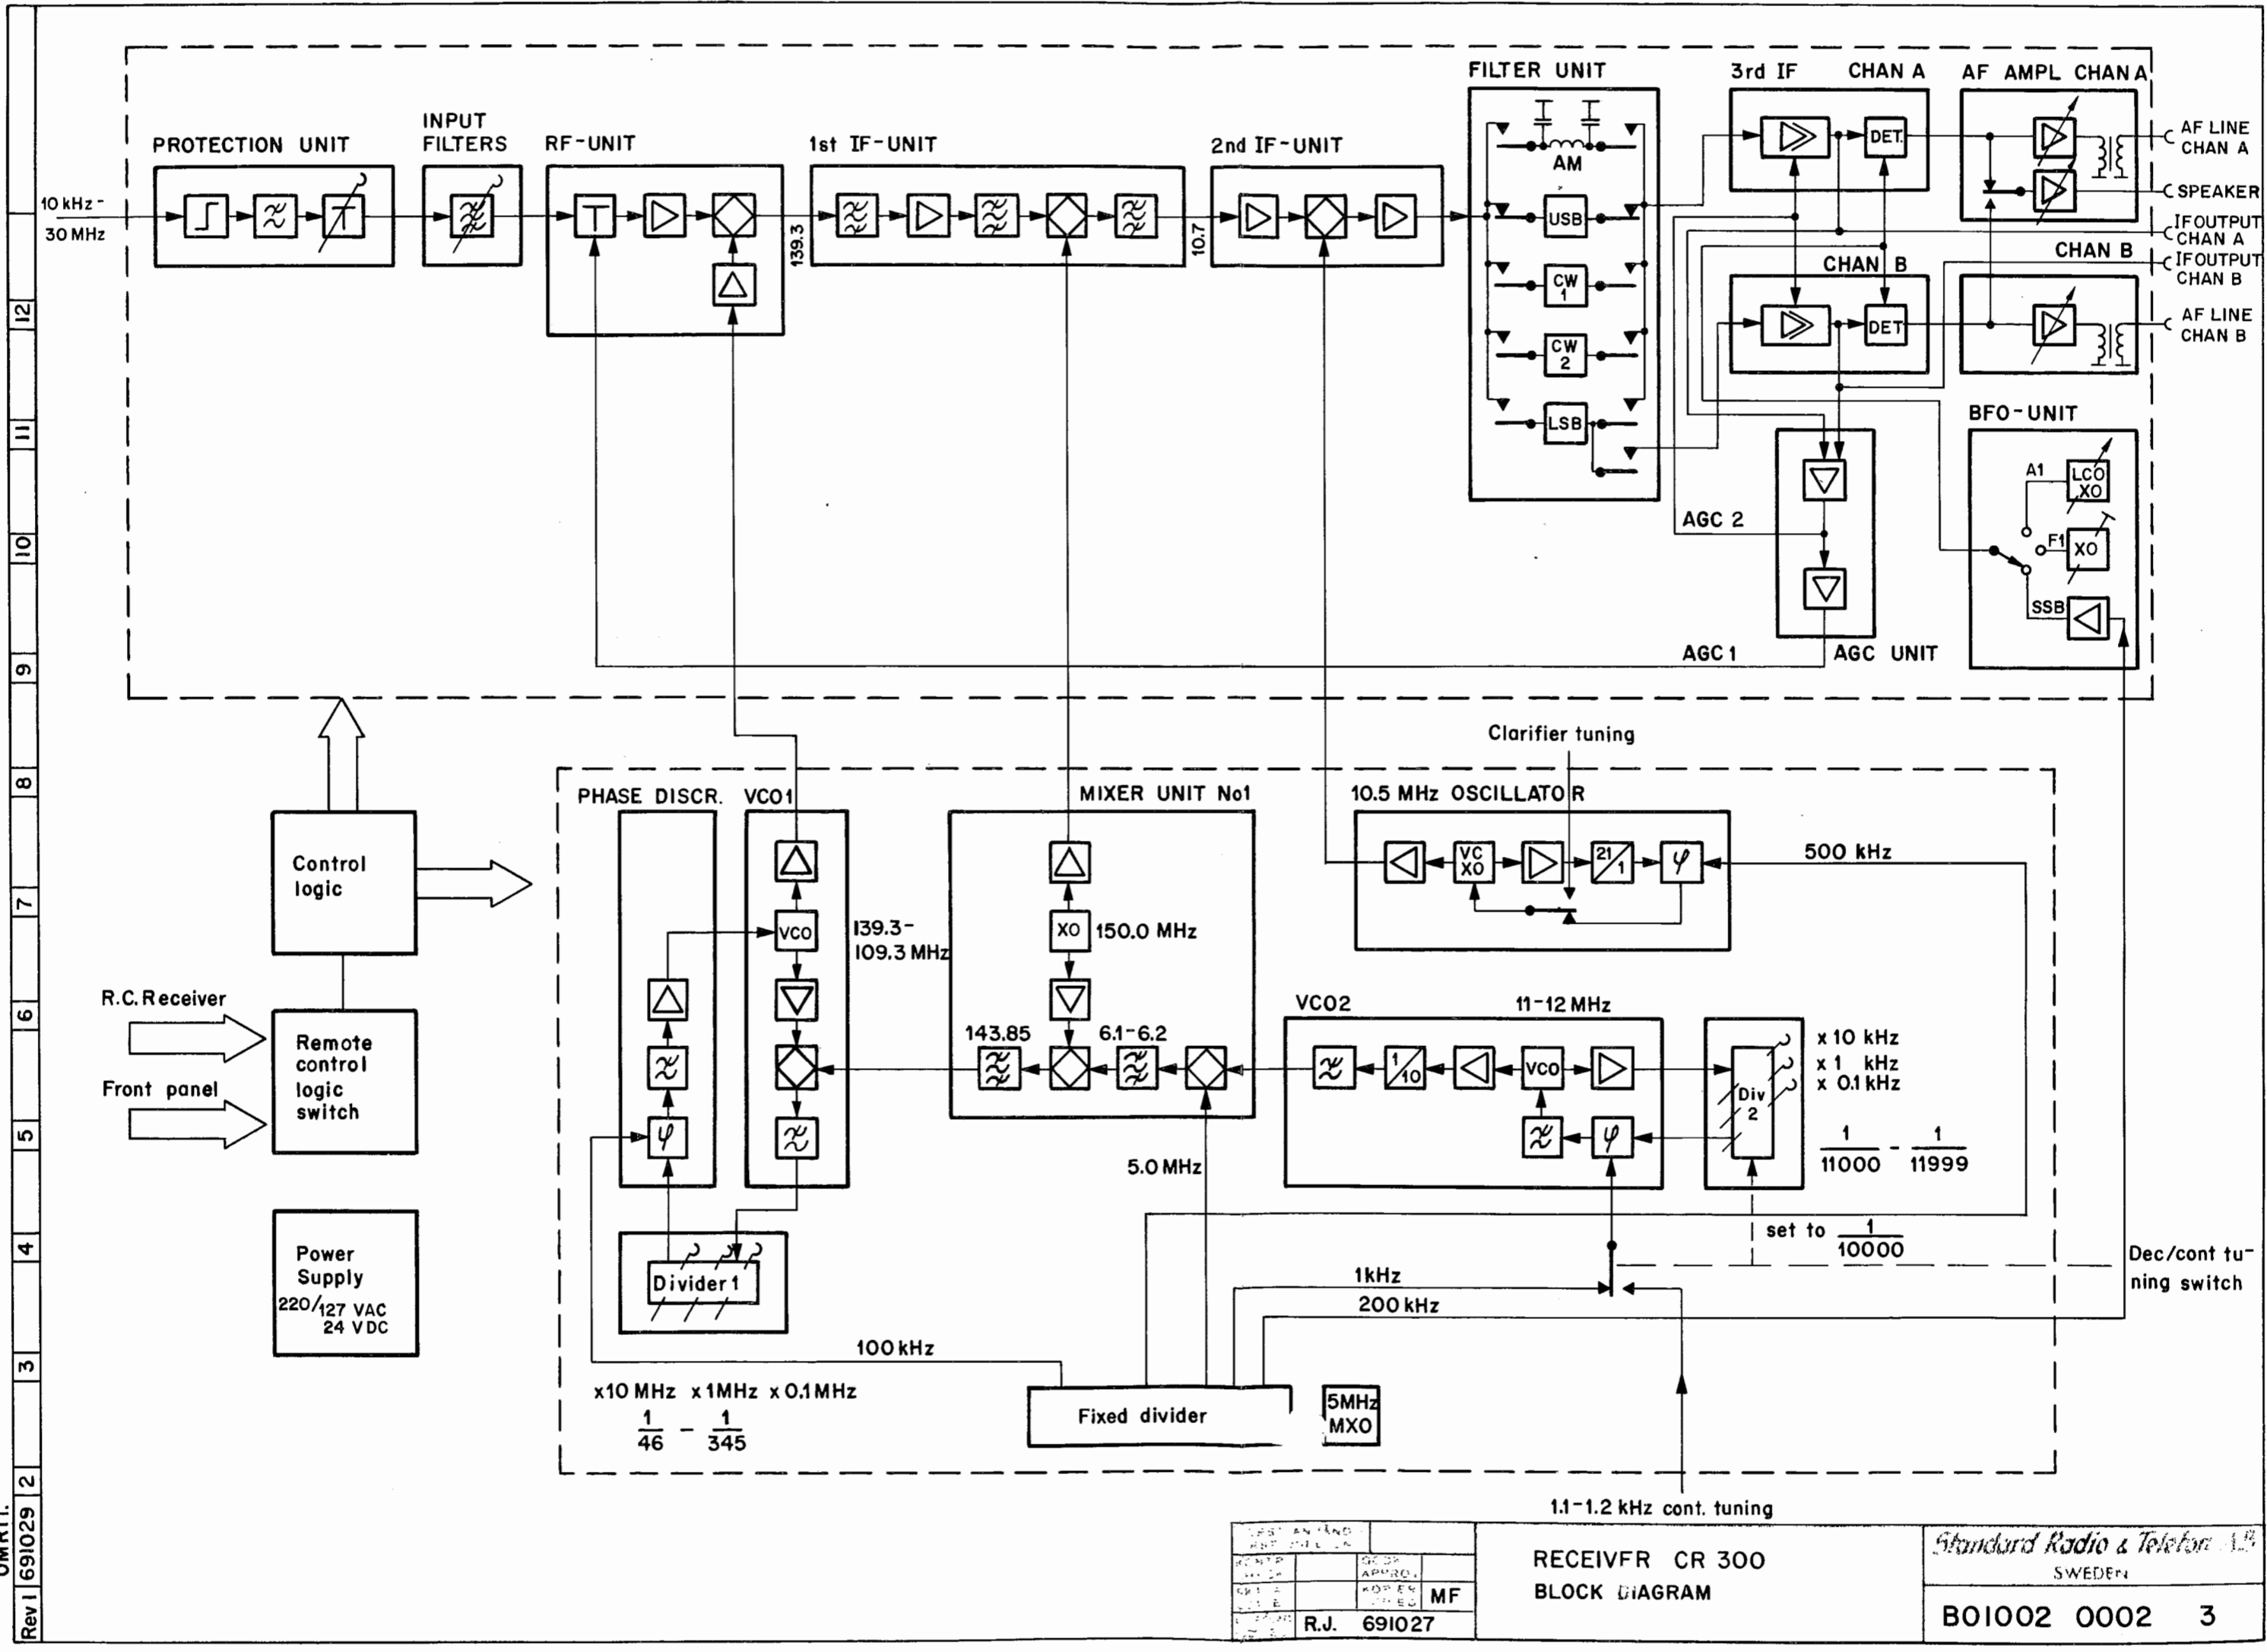 FILTER UNIT
3rd IF
CHAN A
AF AMPL CHAN A
PROTECTION UNIT
INPUT
FILTERS
RF-UNIT
1st IF-UNIT
2nd IF-UNIT
10 kHz -
30 MHz
139.3
10.7
AM
USB
CW
1
CW
2
LSB
DET.
DET
CHAN B
CHAN B
AF LINE
CHAN A
SPEAKER
IF OUTPUT
CHAN A
IF OUTPUT
CHAN B
AF LINE
CHAN B
BFO-UNIT
A1
LCO
XO
F1
XO
SSB
AGC 2
AGC 1
AGC UNIT
Clarifier tuning
PHASE DISCR.
VCO1
MIXER UNIT No1
10.5 MHz OSCILLATOR
Control
logic
VCO
139.3-
109.3 MHz
XO
150.0 MHz
VC
XO
21
1
φ
500 kHz
R.C. Receiver
Front panel
Remote
control
logic
switch
143.85
6.1-6.2
VCO2
11-12 MHz
1
10
VCO
φ
φ
Div
2
x 10 kHz
x 1 kHz
x 0.1 kHz
1
11000
-
1
11999
5.0 MHz
set to
1
10000
Dec/cont tu-
ning switch
Power
Supply
220/127 VAC
24 V DC
Divider 1
1kHz
200 kHz
100 kHz
x10 MHz x 1MHz x 0.1MHz
1
46
-
1
345
Fixed divider
5MHz
MXO
1.1-1.2 kHz cont. tuning
12
11
10
9
8
7
6
5
4
3
2
Rev 1 691029
MF
R.J. 691027
RECEIVER CR 300
BLOCK DIAGRAM
Standard Radio & Telefon AB
SWEDEN
B01002 0002 3